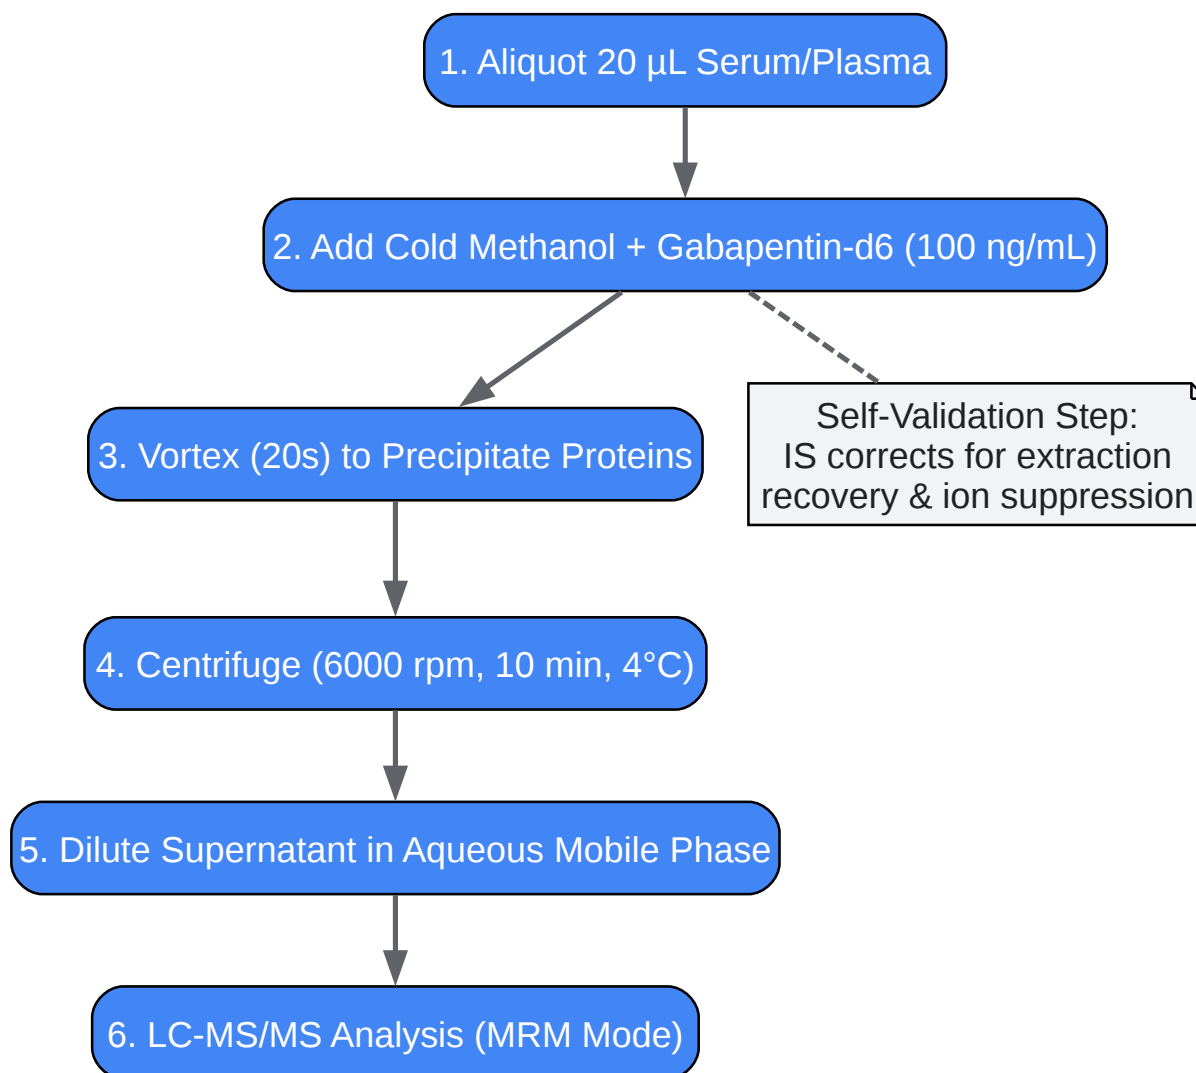 1. Aliquot 20 µL Serum/Plasma
2. Add Cold Methanol + Gabapentin-d6 (100 ng/mL)
3. Vortex (20s) to Precipitate Proteins
Self-Validation Step:
IS corrects for extraction
recovery & ion suppression
4. Centrifuge (6000 rpm, 10 min, 4°C)
5. Dilute Supernatant in Aqueous Mobile Phase
6. LC-MS/MS Analysis (MRM Mode)